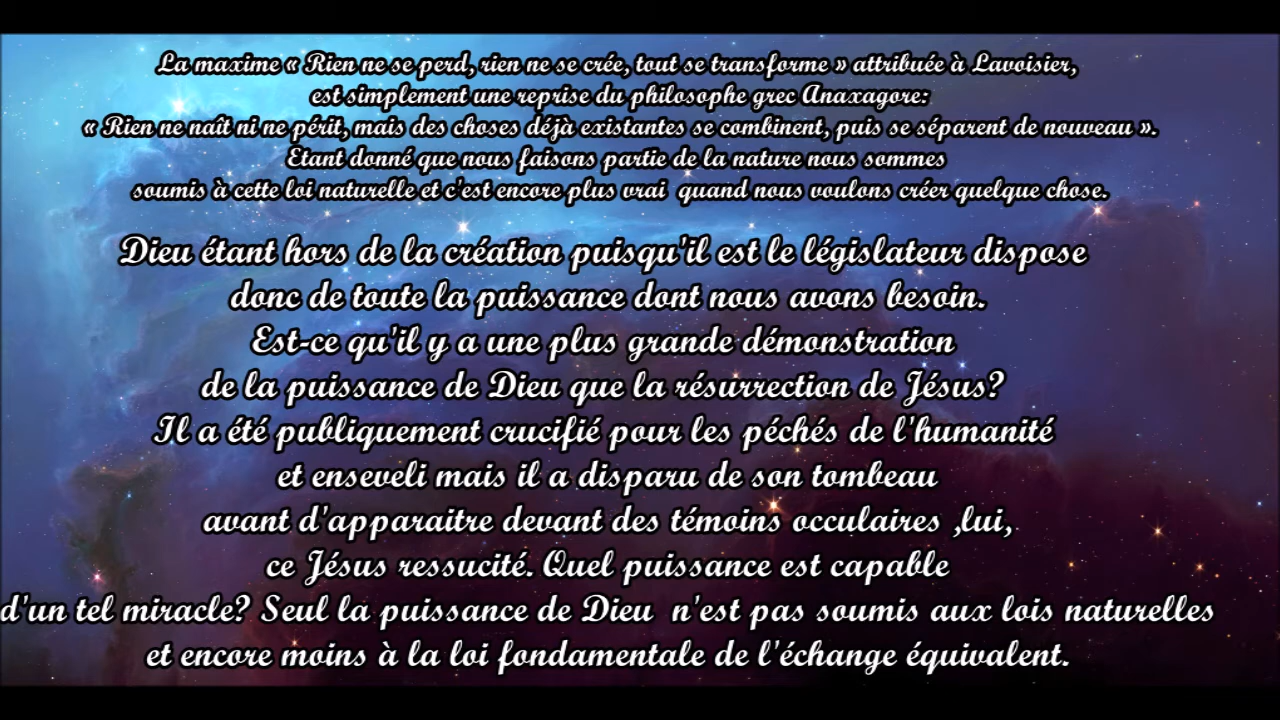 La maxime « Rien ne se perd, rien ne se crée, tout se transforme » attribuée à Lavoisier,
est simplement une reprise du philosophe grec Anaxagore:
« Rien ne naît ni ne périt, mais des choses déjà existantes se combinent, puis se séparent de nouveau ».
Etant donné que nous faisons partie de la nature nous sommes
soumis à cette loi naturelle et c'est encore plus vrai quand nous voulons créer quelque chose.
Dieu étant hors de la création puisqu'il est le législateur dispose
donc de toute la puissance dont nous avons besoin.
Est-ce qu'il y a une plus grande démonstration
de la puissance de Dieu que la résurrection de Jésus?
Il a été publiquement crucifié pour les péchés de l'humanité
et enseveli mais il a disparu de son tombeau
avant d'apparaitre devant des témoins occulaires ,lui,
ce Jésus ressucité. Quel puissance est capable
d'un tel miracle? Seul la puissance de Dieu n'est pas soumis aux lois naturelles
et encore moins à la loi fondamentale de l'échange équivalent.